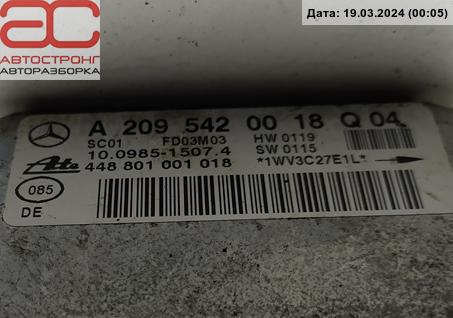 Дата: 19.03.2024 (00:05)
АС
АВТОСТРОНГ
АВТОРАЗБОРКА
A 209 542 00 18 Q 04
SC01 FD03M03 HW 0119
10.0985-1507.4 SW 0115
Ate 448 801 001 018 *1WV3C27E1L*
085
DE